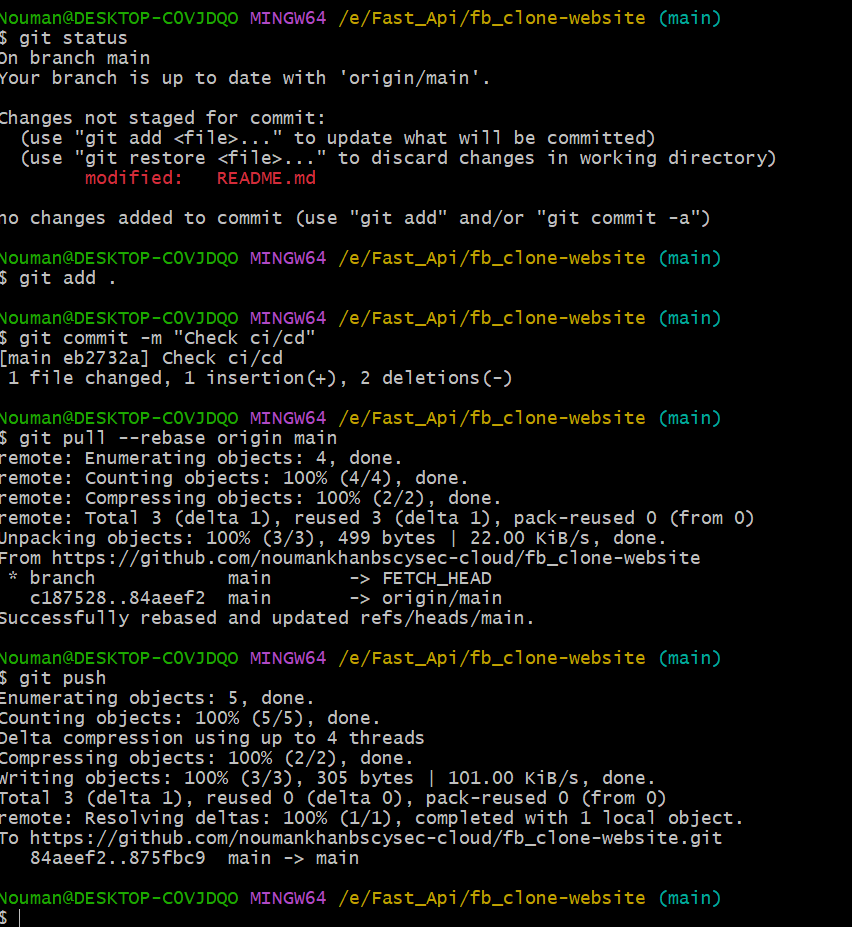 Nouman@DESKTOP-C0VJDQO MINGW64 /e/Fast_Api/fb_clone-website (main)
$ git status
On branch main
Your branch is up to date with 'origin/main'.
Changes not staged for commit:
  (use "git add <file>..." to update what will be committed)
  (use "git restore <file>..." to discard changes in working directory)
        modified:   README.md
no changes added to commit (use "git add" and/or "git commit -a")
Nouman@DESKTOP-C0VJDQO MINGW64 /e/Fast_Api/fb_clone-website (main)
$ git add .
Nouman@DESKTOP-C0VJDQO MINGW64 /e/Fast_Api/fb_clone-website (main)
$ git commit -m "Check ci/cd"
[main eb2732a] Check ci/cd
 1 file changed, 1 insertion(+), 2 deletions(-)
Nouman@DESKTOP-C0VJDQO MINGW64 /e/Fast_Api/fb_clone-website (main)
$ git pull --rebase origin main
remote: Enumerating objects: 4, done.
remote: Counting objects: 100% (4/4), done.
remote: Compressing objects: 100% (2/2), done.
remote: Total 3 (delta 1), reused 3 (delta 1), pack-reused 0 (from 0)
Unpacking objects: 100% (3/3), 499 bytes | 22.00 KiB/s, done.
From https://github.com/noumankhanbscysec-cloud/fb_clone-website
 * branch            main       -> FETCH_HEAD
   c187528..84aeef2  main       -> origin/main
Successfully rebased and updated refs/heads/main.
Nouman@DESKTOP-C0VJDQO MINGW64 /e/Fast_Api/fb_clone-website (main)
$ git push
Enumerating objects: 5, done.
Counting objects: 100% (5/5), done.
Delta compression using up to 4 threads
Compressing objects: 100% (2/2), done.
Writing objects: 100% (3/3), 305 bytes | 101.00 KiB/s, done.
Total 3 (delta 1), reused 0 (delta 0), pack-reused 0 (from 0)
remote: Resolving deltas: 100% (1/1), completed with 1 local object.
To https://github.com/noumankhanbscysec-cloud/fb_clone-website.git
   84aeef2..875fbc9  main -> main
Nouman@DESKTOP-C0VJDQO MINGW64 /e/Fast_Api/fb_clone-website (main)
$